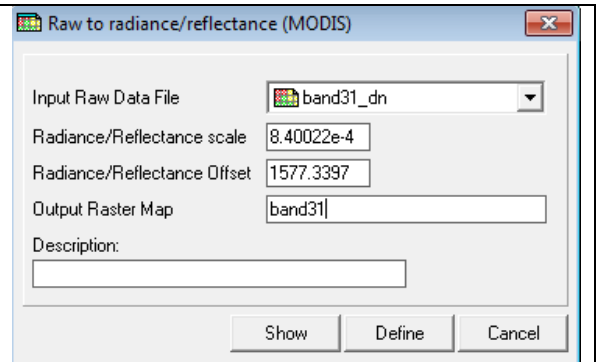 Raw to radiance/reflectance (MODIS)
Input Raw Data File band31_dn
Radiance/Reflectance scale 8.40022e-4
Radiance/Reflectance Offset 1577.3397
Output Raster Map band31
Description:
Show Define Cancel